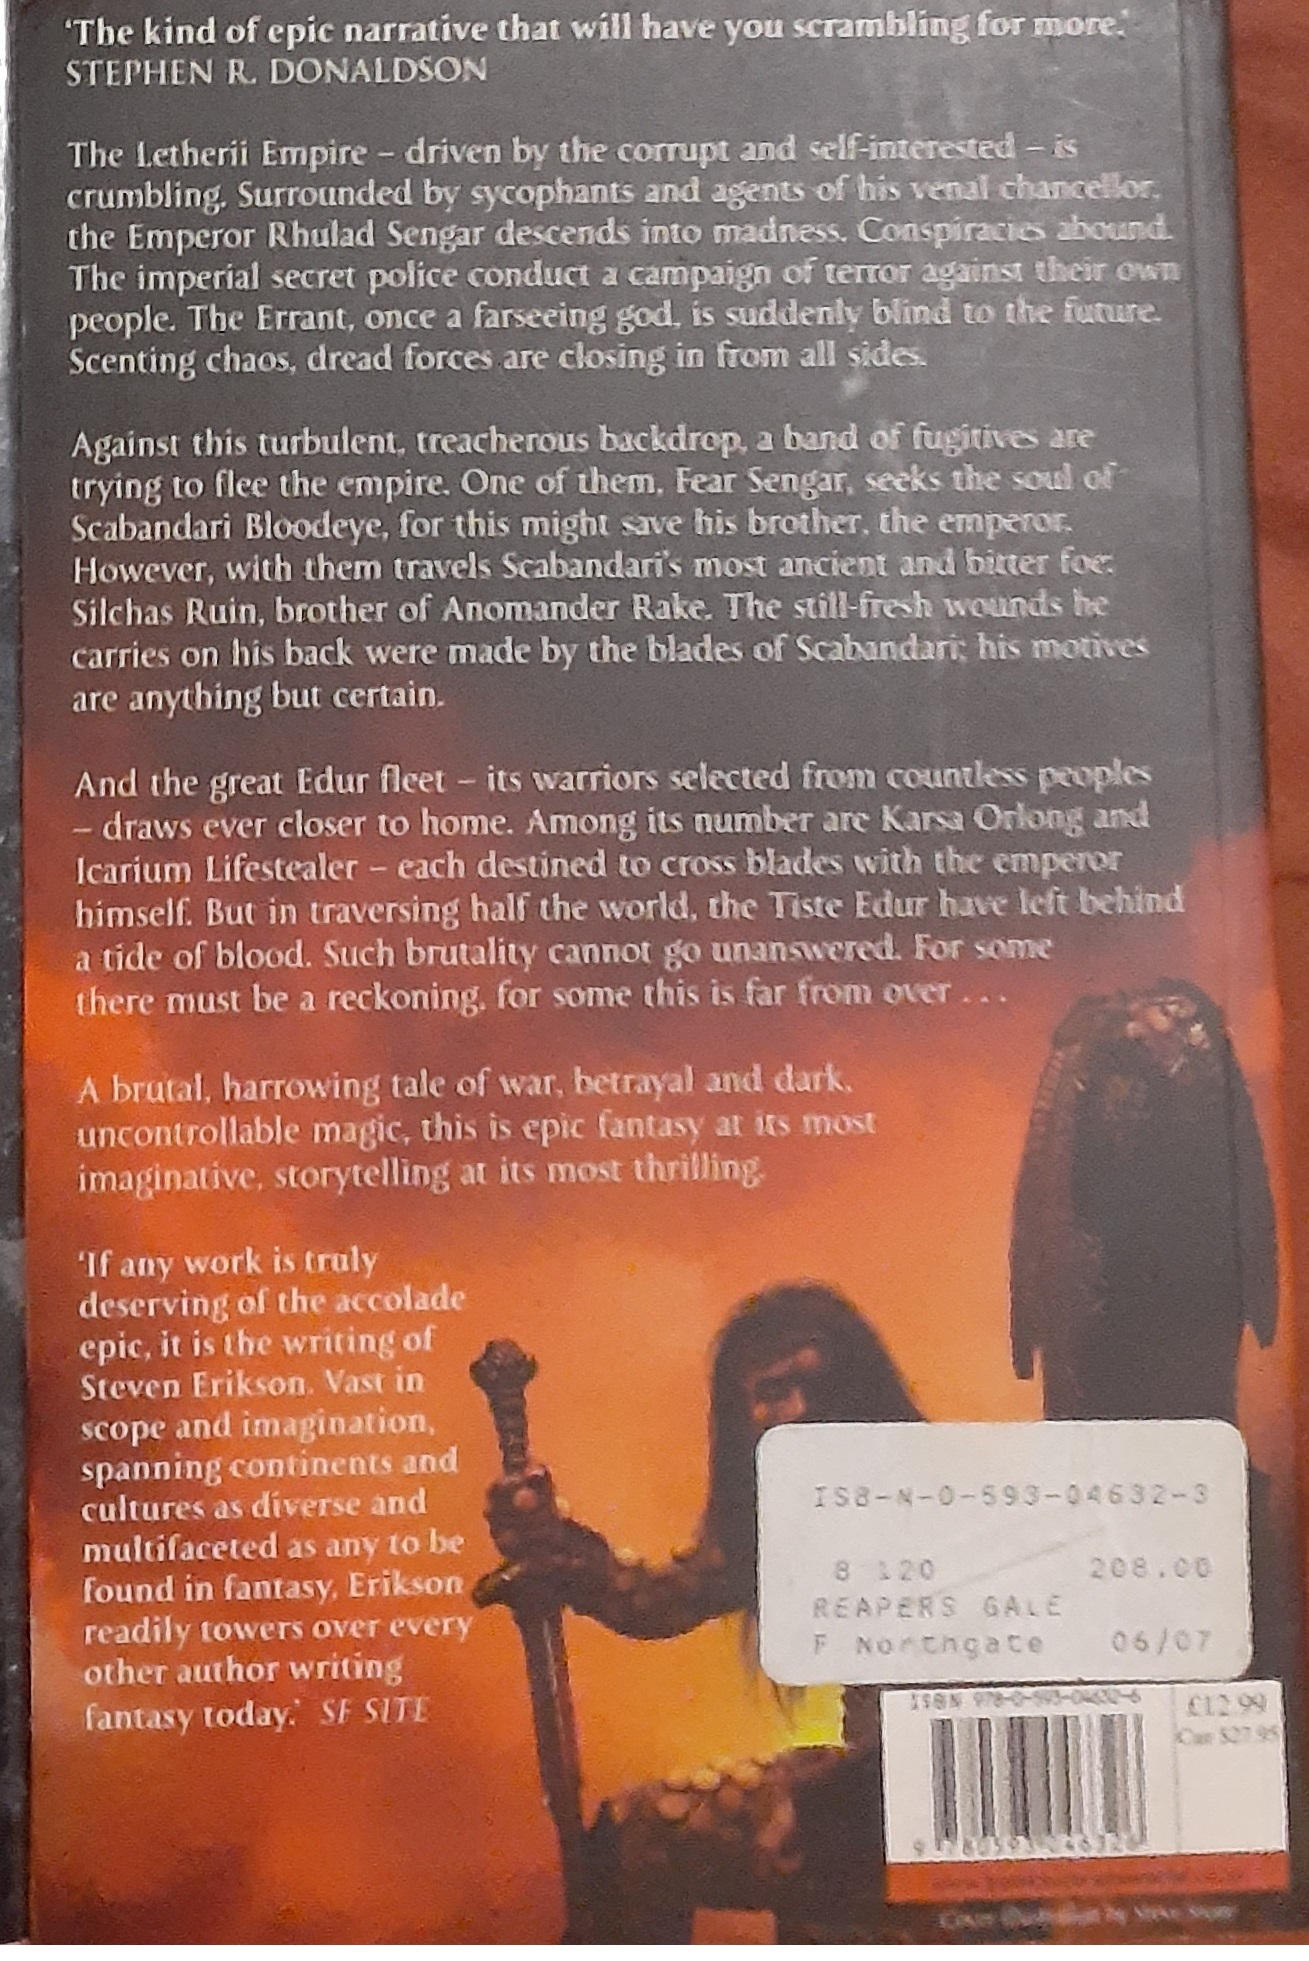 ‘The kind of epic narrative that will have you scrambling for more.’
STEPHEN R. DONALDSON
The Letherii Empire – driven by the corrupt and self-interested – is
crumbling. Surrounded by sycophants and agents of his venal chancellor,
the Emperor Rhulad Sengar descends into madness. Conspiracies abound.
The imperial secret police conduct a campaign of terror against their own
people. The Errant, once a farseeing god, is suddenly blind to the future.
Scenting chaos, dread forces are closing in from all sides.
Against this turbulent, treacherous backdrop, a band of fugitives are
trying to flee the empire. One of them, Fear Sengar, seeks the soul of
Scabandari Bloodeye, for this might save his brother, the emperor.
However, with them travels Scabandari's most ancient and bitter foe:
Silchas Ruin, brother of Anomander Rake. The still-fresh wounds he
carries on his back were made by the blades of Scabandari; his motives
are anything but certain.
And the great Edur fleet – its warriors selected from countless peoples
– draws ever closer to home. Among its number are Karsa Orlong and
Icarium Lifestealer – each destined to cross blades with the emperor
himself. But in traversing half the world, the Tiste Edur have left behind
a tide of blood. Such brutality cannot go unanswered. For some
there must be a reckoning, for some this is far from over . . .
A brutal, harrowing tale of war, betrayal and dark,
uncontrollable magic, this is epic fantasy at its most
imaginative, storytelling at its most thrilling.
‘If any work is truly
deserving of the accolade
epic, it is the writing of
Steven Erikson. Vast in
scope and imagination,
spanning continents and
cultures as diverse and
multifaceted as any to be
found in fantasy, Erikson
readily towers over every
other author writing
fantasy today.’ SF SITE
ISB-N-0-593-04632-3
8 120 208.00
REAPERS GALE
F Northgate 06/07
ISBN 978-0-593-04632-6
£12.99
Can $27.95
Cover illustration by Steve Stone